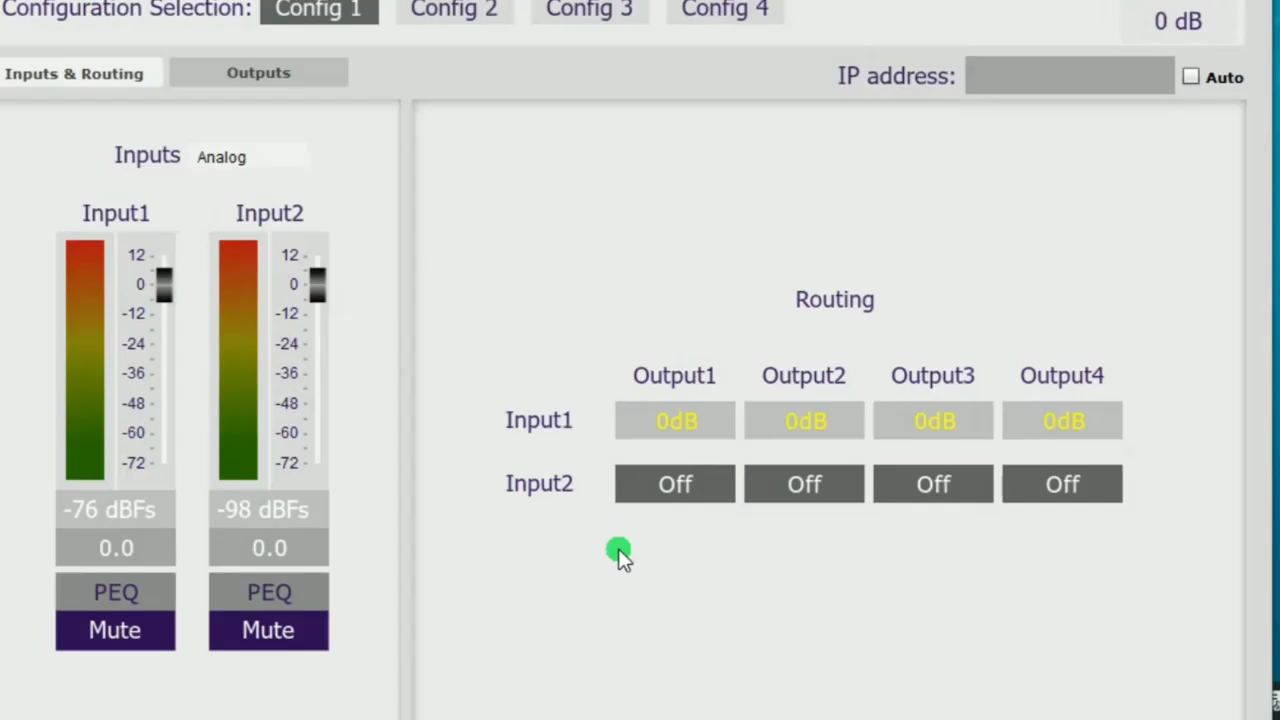 Configuration Selection: Config 1 Config 2 Config 3 Config 4
0 dB
Inputs & Routing Outputs
IP address: Auto
Inputs Analog
Input1 Input2
12 12
0 0
-12 -12
-24 -24
-36 -36
-48 -48
-60 -60
-72 -72
-76 dBFs -98 dBFs
0.0 0.0
PEQ PEQ
Mute Mute
Routing
Output1 Output2 Output3 Output4
Input1 0dB 0dB 0dB 0dB
Input2 Off Off Off Off